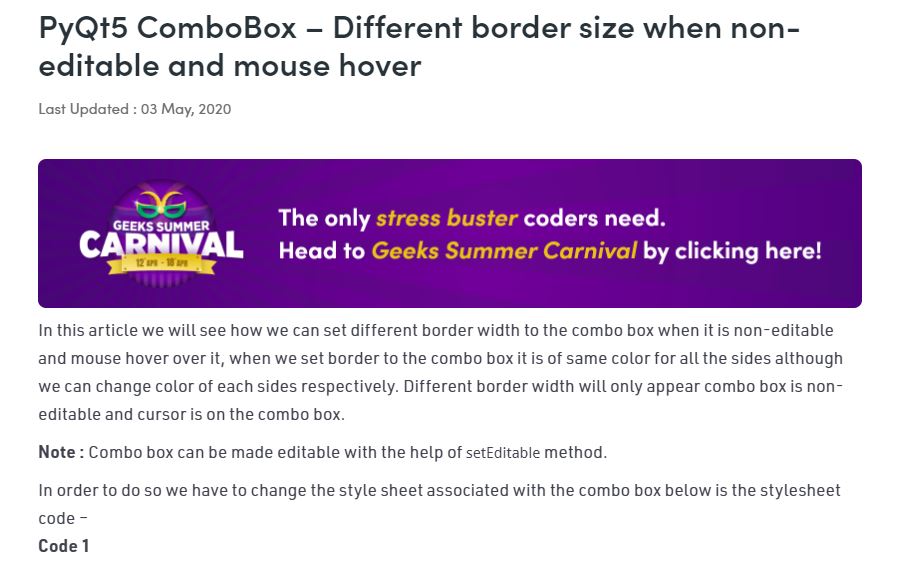 PyQt5 ComboBox – Different border size when non-
editable and mouse hover
Last Updated : 03 May, 2020
GEEKS SUMMER
CARNIVAL
12 APR - 18 APR
The only stress buster coders need.
Head to Geeks Summer Carnival by clicking here!
In this article we will see how we can set different border width to the combo box when it is non-editable
and mouse hover over it, when we set border to the combo box it is of same color for all the sides although
we can change color of each sides respectively. Different border width will only appear combo box is non-
editable and cursor is on the combo box.
Note : Combo box can be made editable with the help of setEditable method.
In order to do so we have to change the style sheet associated with the combo box below is the stylesheet
code –
Code 1